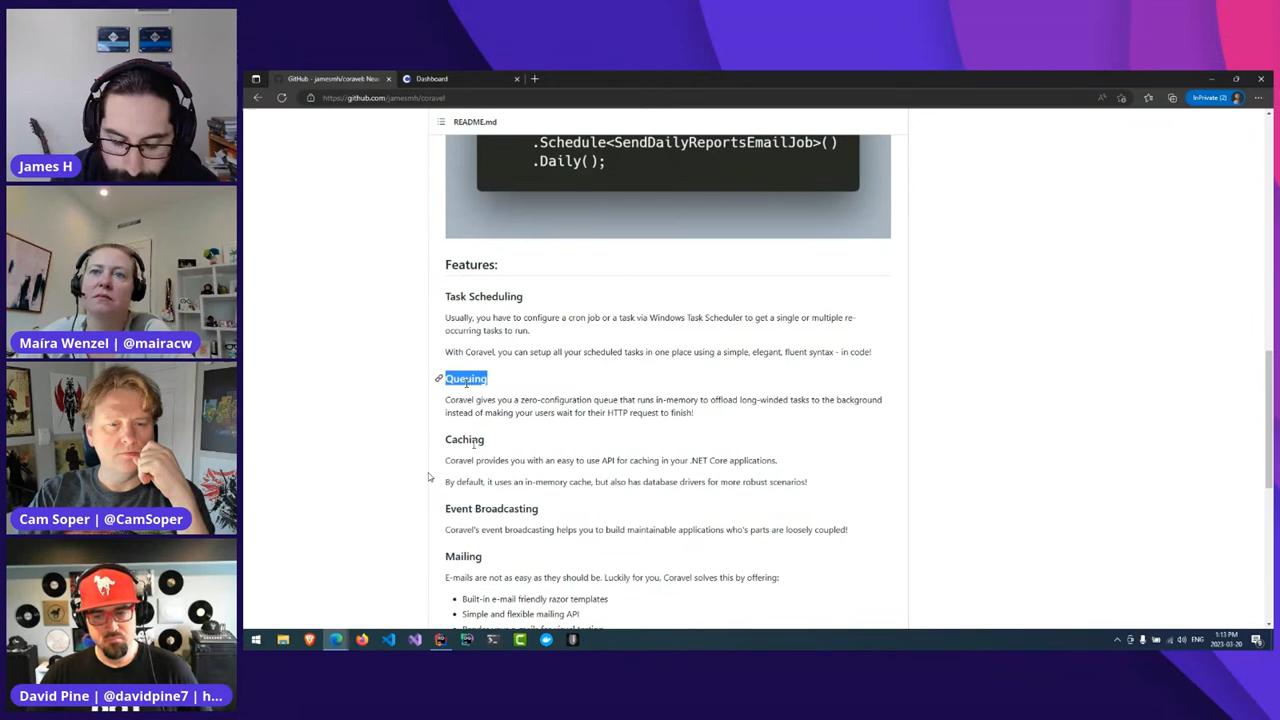 James H
Maíra Wenzel | @mairacw
Cam Soper | @CamSoper
David Pine | @davidpine7 | h...
GitHub - jamesmh/coravel: Near
Dashboard
https://github.com/jamesmh/coravel
InPrivate (2)
README.md
.Schedule<SendDailyReportsEmailJob>()
.Daily();
Features:
Task Scheduling
Usually, you have to configure a cron job or a task via Windows Task Scheduler to get a single or multiple re-
occurring tasks to run.
With Coravel, you can setup all your scheduled tasks in one place using a simple, elegant, fluent syntax - in code!
Queuing
Coravel gives you a zero-configuration queue that runs in-memory to offload long-winded tasks to the background
instead of making your users wait for their HTTP request to finish!
Caching
Coravel provides you with an easy to use API for caching in your .NET Core applications.
By default, it uses an in-memory cache, but also has database drivers for more robust scenarios!
Event Broadcasting
Coravel's event broadcasting helps you to build maintainable applications who's parts are loosely coupled!
Mailing
E-mails are not as easy as they should be. Luckily for you, Coravel solves this by offering:
• Built-in e-mail friendly razor templates
• Simple and flexible mailing API
ENG
1:13 PM
2023-03-20